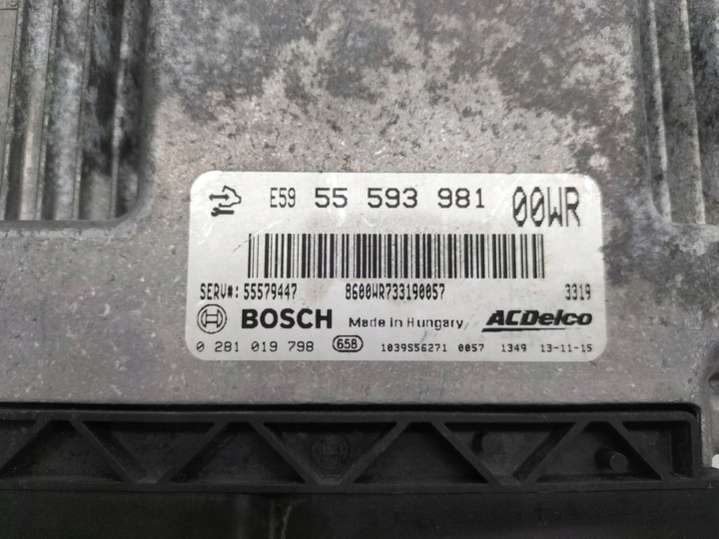 E59 55 593 981 00WR
SERV#: 55579447 8600WR733190057 3319
BOSCH Made in Hungary ACDelco
0 281 019 798 658 1039S56271 0057 1349 13-11-15